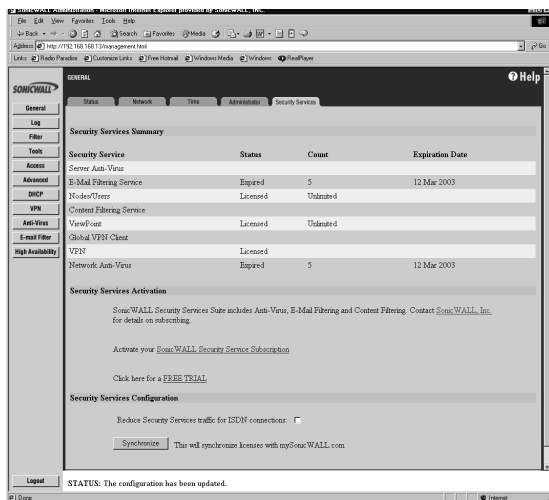 SonicWALL Administration - Microsoft Internet Explorer provided by SonicWALL, INC.
File Edit View Favorites Tools Help
Back Search Favorites Media
Address http://192.168.168.13/management.html Go
Links Radio Paradise Customize Links Free Hotmail Windows Media Windows RealPlayer
SONICWALL
GENERAL
Help
Status Network Time Administrator Security Services
General
Log
Filter
Tools
Access
Advanced
DHCP
VPN
Anti-Virus
E-mail Filter
High Availability
Logout
Security Services Summary
Security Service Status Count Expiration Date
Server Anti-Virus
E-Mail Filtering Service Expired 5 12 Mar 2003
Nodes/Users Licensed Unlimited
Content Filtering Service
ViewPoint Licensed Unlimited
Global VPN Client
VPN Licensed
Network Anti-Virus Expired 5 12 Mar 2003
Security Services Activation
SonicWALL Security Services Suite includes Anti-Virus, E-Mail Filtering and Content Filtering. Contact SonicWALL, Inc.
for details on subscribing.
Activate your SonicWALL Security Service Subscription
Click here for a FREE TRIAL
Security Services Configuration
Reduce Security Services traffic for ISDN connections:
Synchronize This will synchronize licenses with mySonicWALL.com
STATUS: The configuration has been updated.
Done Internet